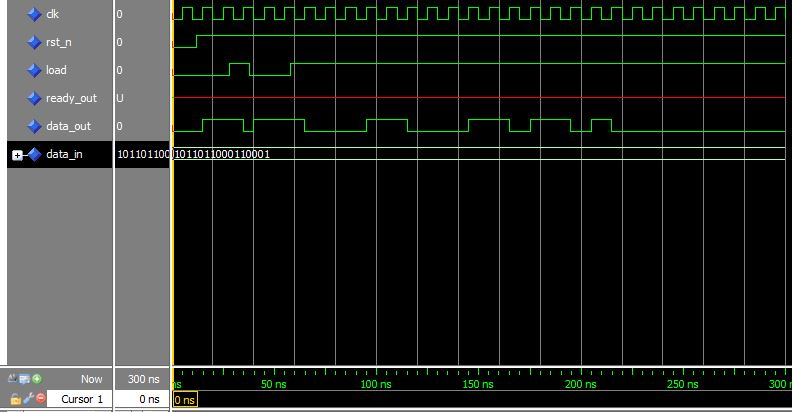 clk 0
rst_n 0
load 0
ready_out U
data_out 0
data_in 101101100 1011011000110001
Now 300 ns ns 50 ns 100 ns 150 ns 200 ns 250 ns 300
Cursor 1 0 ns 0 ns